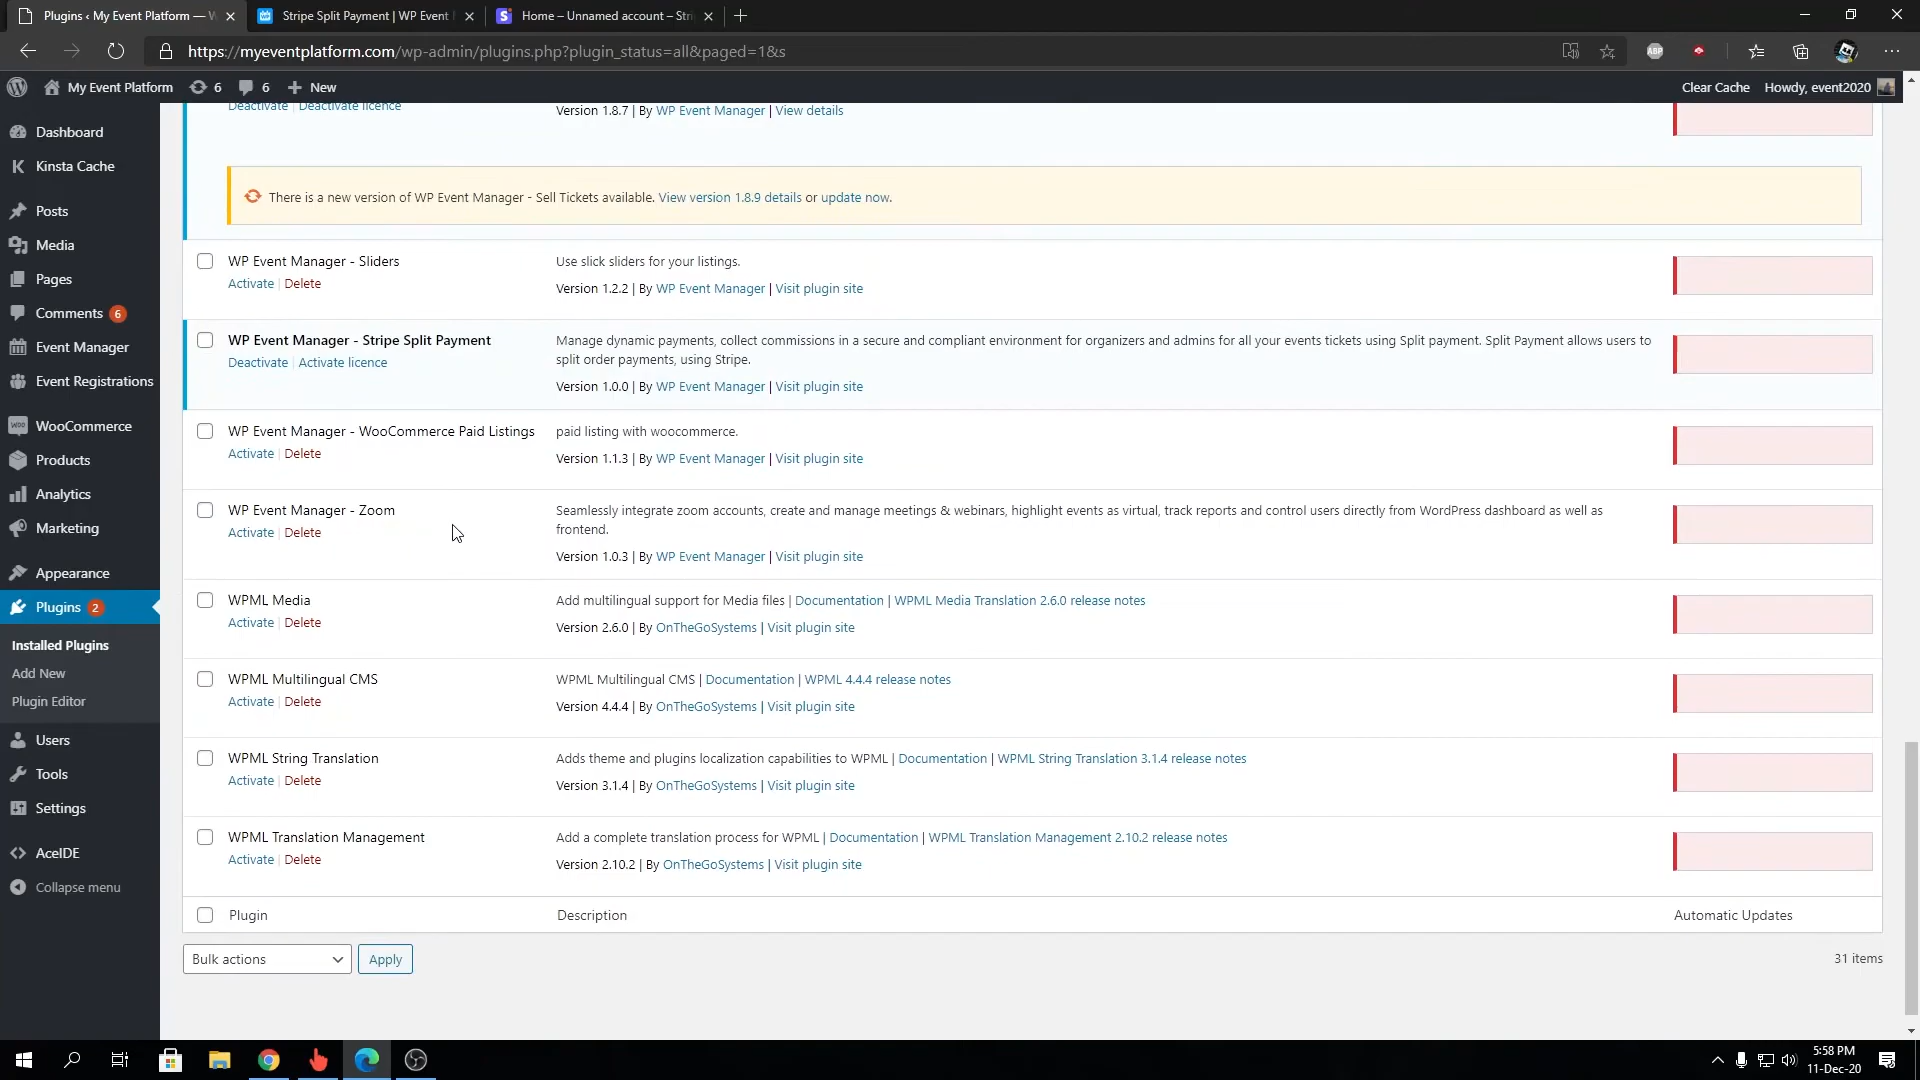 Plugins ‹ My Event Platform — W
Stripe Split Payment | WP Event
Home – Unnamed account – Stri
https://myeventplatform.com/wp-admin/plugins.php?plugin_status=all&paged=1&s
ABP
My Event Platform
6
6
New
Clear Cache
Howdy, event2020
Dashboard
Kinsta Cache
Posts
Media
Pages
Comments 6
Event Manager
Event Registrations
WooCommerce
Products
Analytics
Marketing
Appearance
Plugins 2
Installed Plugins
Add New
Plugin Editor
Users
Tools
Settings
AceIDE
Collapse menu
Deactivate | Deactivate licence
Version 1.8.7 | By WP Event Manager | View details
There is a new version of WP Event Manager - Sell Tickets available. View version 1.8.9 details or update now.
WP Event Manager - Sliders
Activate | Delete
Use slick sliders for your listings.
Version 1.2.2 | By WP Event Manager | Visit plugin site
WP Event Manager - Stripe Split Payment
Deactivate | Activate licence
Manage dynamic payments, collect commissions in a secure and compliant environment for organizers and admins for all your events tickets using Split payment. Split Payment allows users to
split order payments, using Stripe.
Version 1.0.0 | By WP Event Manager | Visit plugin site
WP Event Manager - WooCommerce Paid Listings
Activate | Delete
paid listing with woocommerce.
Version 1.1.3 | By WP Event Manager | Visit plugin site
WP Event Manager - Zoom
Activate | Delete
Seamlessly integrate zoom accounts, create and manage meetings & webinars, highlight events as virtual, track reports and control users directly from WordPress dashboard as well as
frontend.
Version 1.0.3 | By WP Event Manager | Visit plugin site
WPML Media
Activate | Delete
Add multilingual support for Media files | Documentation | WPML Media Translation 2.6.0 release notes
Version 2.6.0 | By OnTheGoSystems | Visit plugin site
WPML Multilingual CMS
Activate | Delete
WPML Multilingual CMS | Documentation | WPML 4.4.4 release notes
Version 4.4.4 | By OnTheGoSystems | Visit plugin site
WPML String Translation
Activate | Delete
Adds theme and plugins localization capabilities to WPML | Documentation | WPML String Translation 3.1.4 release notes
Version 3.1.4 | By OnTheGoSystems | Visit plugin site
WPML Translation Management
Activate | Delete
Add a complete translation process for WPML | Documentation | WPML Translation Management 2.10.2 release notes
Version 2.10.2 | By OnTheGoSystems | Visit plugin site
Plugin
Description
Automatic Updates
Bulk actions
Apply
31 items
5:58 PM
11-Dec-20